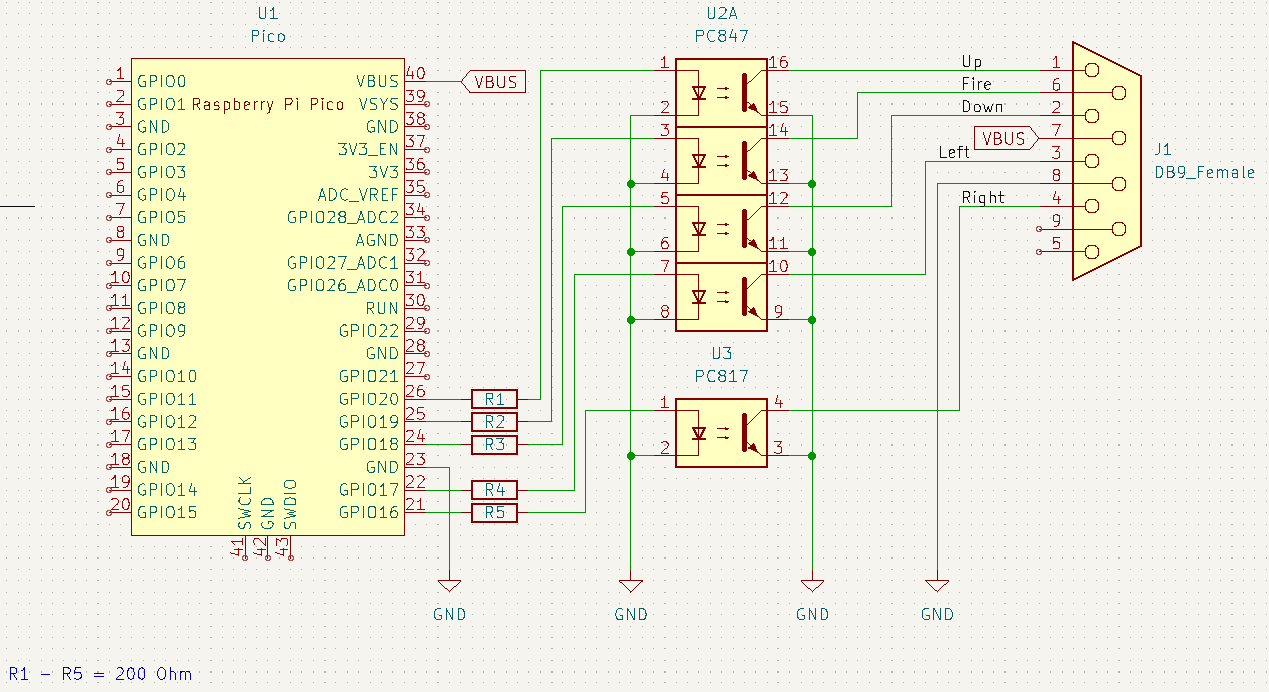 U1
Pico
Raspberry Pi Pico
1 GPIO0
2 GPIO1
3 GND
4 GPIO2
5 GPIO3
6 GPIO4
7 GPIO5
8 GND
9 GPIO6
10 GPIO7
11 GPIO8
12 GPIO9
13 GND
14 GPIO10
15 GPIO11
16 GPIO12
17 GPIO13
18 GND
19 GPIO14
20 GPIO15
SWCLK 41
GND 42
SWDIO 43
VBUS 40
VSYS 39
GND 38
3V3_EN 37
3V3 36
ADC_VREF 35
GPIO28_ADC2 34
AGND 33
GPIO27_ADC1 32
GPIO26_ADC0 31
RUN 30
GPIO22 29
GND 28
GPIO21 27
GPIO20 26
GPIO19 25
GPIO18 24
GND 23
GPIO17 22
GPIO16 21
VBUS
R1
R2
R3
R4
R5
U2A
PC847
1 16
2 15
3 14
4 13
5 12
6 11
7 10
8 9
U3
PC817
1 4
2 3
Up 1
Fire 6
Down 2
VBUS 7
Left 3
8
Right 4
9
5
J1
DB9_Female
GND
GND
GND
GND
R1 - R5 = 200 Ohm